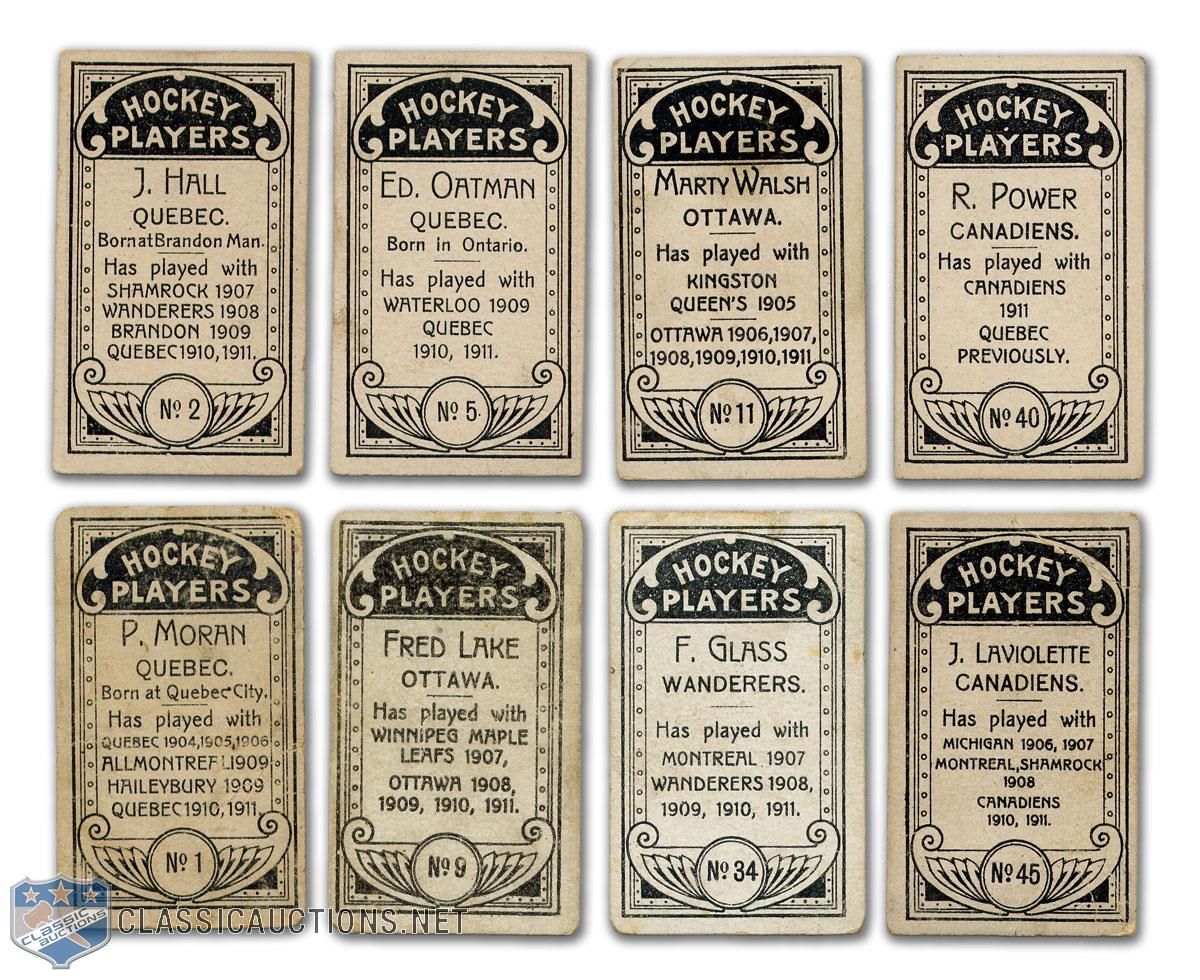 HOCKEY
PLAYERS
J. HALL
QUEBEC.
Born at Brandon Man.
Has played with
SHAMROCK 1907
WANDERERS 1908
BRANDON 1909
QUEBEC 1910, 1911.
Nº 2
HOCKEY
PLAYERS
ED. OATMAN
QUEBEC.
Born in Ontario.
Has played with
WATERLOO 1909
QUEBEC
1910, 1911.
Nº 5.
HOCKEY
PLAYERS
MARTY WALSH
OTTAWA.
Has played with
KINGSTON
QUEEN'S 1905
OTTAWA 1906,1907,
1908,1909,1910,1911
Nº 11
HOCKEY
PLAYERS
R. POWER
CANADIENS.
Has played with
CANADIENS
1911
QUEBEC
PREVIOUSLY.
Nº 40
HOCKEY
PLAYERS
P. MORAN
QUEBEC.
Born at Quebec City.
Has played with
QUEBEC 1904,1905,1906
ALLMONTREAL 1909
HAILEYBURY 1909
QUEBEC 1910,1911.
Nº 1
HOCKEY
PLAYERS
FRED LAKE
OTTAWA.
Has played with
WINNIPEG MAPLE
LEAFS 1907,
OTTAWA 1908,
1909, 1910, 1911.
Nº 9
HOCKEY
PLAYERS
F. GLASS
WANDERERS.
Has played with
MONTREAL 1907
WANDERERS 1908,
1909, 1910, 1911.
Nº 34
HOCKEY
PLAYERS
J. LAVIOLETTE
CANADIENS.
Has played with
MICHIGAN 1906, 1907
MONTREAL, SHAMROCK
1908
CANADIENS
1910, 1911.
Nº 45
CLASSIC
AUCTIONS
CLASSICAUCTIONS.NET